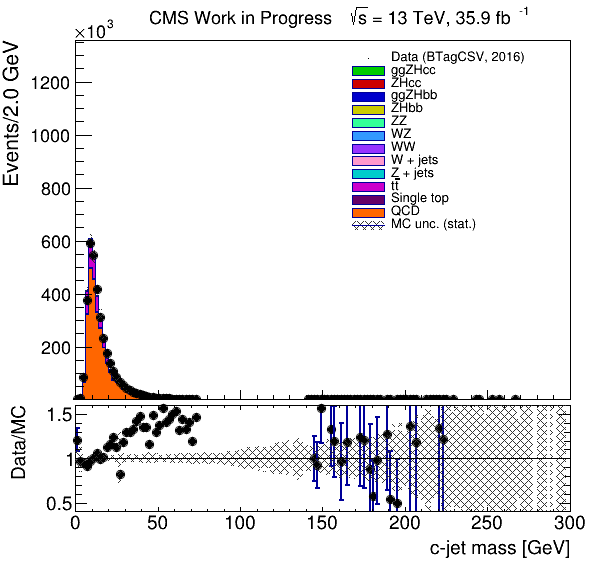 CMS Work in Progress √s = 13 TeV, 35.9 fb -1
×10³
Events/2.0 GeV
1200
1000
800
600
400
200
Data (BTagCSV, 2016)
ggZHcc
ZHcc
ggZHbb
ZHbb
ZZ
WZ
WW
W + jets
Z + jets
tt̅
Single top
QCD
MC unc. (stat.)
Data/MC
1.5
1
0.5
0 50 100 150 200 250 300
c-jet mass [GeV]